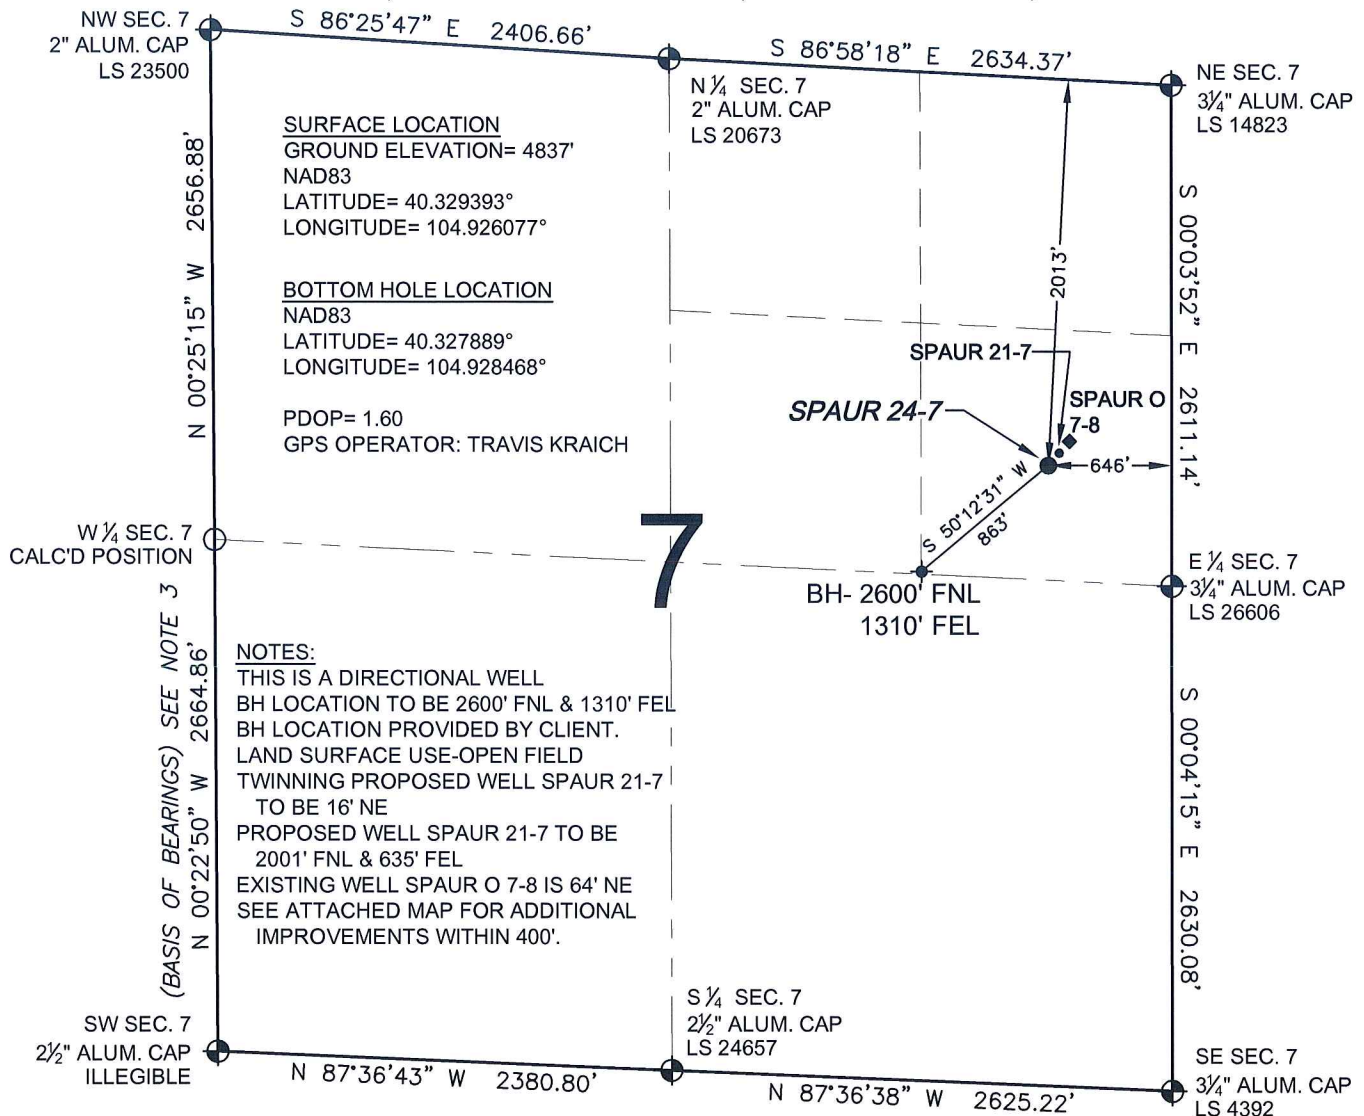 NW SEC. 7
2" ALUM. CAP
LS 23500
S 86°25'47" E 2406.66'
S 86°58'18" E 2634.37'
N ¼ SEC. 7
2" ALUM. CAP
LS 20673
NE SEC. 7
3¼" ALUM. CAP
LS 14823
SURFACE LOCATION
GROUND ELEVATION= 4837'
NAD83
LATITUDE= 40.329393°
LONGITUDE= 104.926077°
BOTTOM HOLE LOCATION
NAD83
LATITUDE= 40.327889°
LONGITUDE= 104.928468°
PDOP= 1.60
GPS OPERATOR: TRAVIS KRAICH
N 00°25'15" W 2656.88'
S 00°03'52" E 2611.14'
2013'
SPAUR 21-7
SPAUR O
7-8
SPAUR 24-7
646'
S 50°12'31" W
863'
7
W ¼ SEC. 7
CALC'D POSITION
BH- 2600' FNL
1310' FEL
E ¼ SEC. 7
3¼" ALUM. CAP
LS 26606
(BASIS OF BEARINGS) SEE NOTE 3
N 00°22'50" W 2664.86'
NOTES:
THIS IS A DIRECTIONAL WELL
BH LOCATION TO BE 2600' FNL & 1310' FEL
BH LOCATION PROVIDED BY CLIENT.
LAND SURFACE USE-OPEN FIELD
TWINNING PROPOSED WELL SPAUR 21-7
TO BE 16' NE
PROPOSED WELL SPAUR 21-7 TO BE
2001' FNL & 635' FEL
EXISTING WELL SPAUR O 7-8 IS 64' NE
SEE ATTACHED MAP FOR ADDITIONAL
IMPROVEMENTS WITHIN 400'.
S 00°04'15" E 2630.08'
SW SEC. 7
2½" ALUM. CAP
ILLEGIBLE
N 87°36'43" W 2380.80'
S ¼ SEC. 7
2½" ALUM. CAP
LS 24657
N 87°36'38" W 2625.22'
SE SEC. 7
3¼" ALUM. CAP
LS 4392